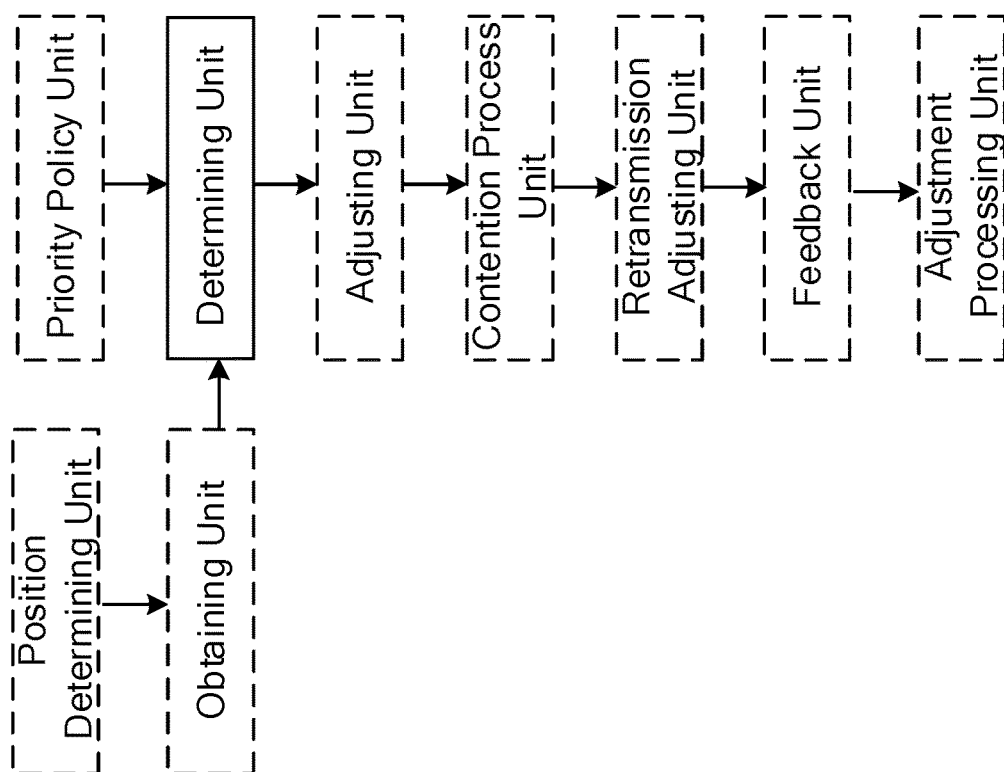 Priority Policy Unit
Determining Unit
Adjusting Unit
Contention Process
Unit
Retransmission
Adjusting Unit
Feedback Unit
Adjustment
Processing Unit
Position
Determining Unit
Obtaining Unit